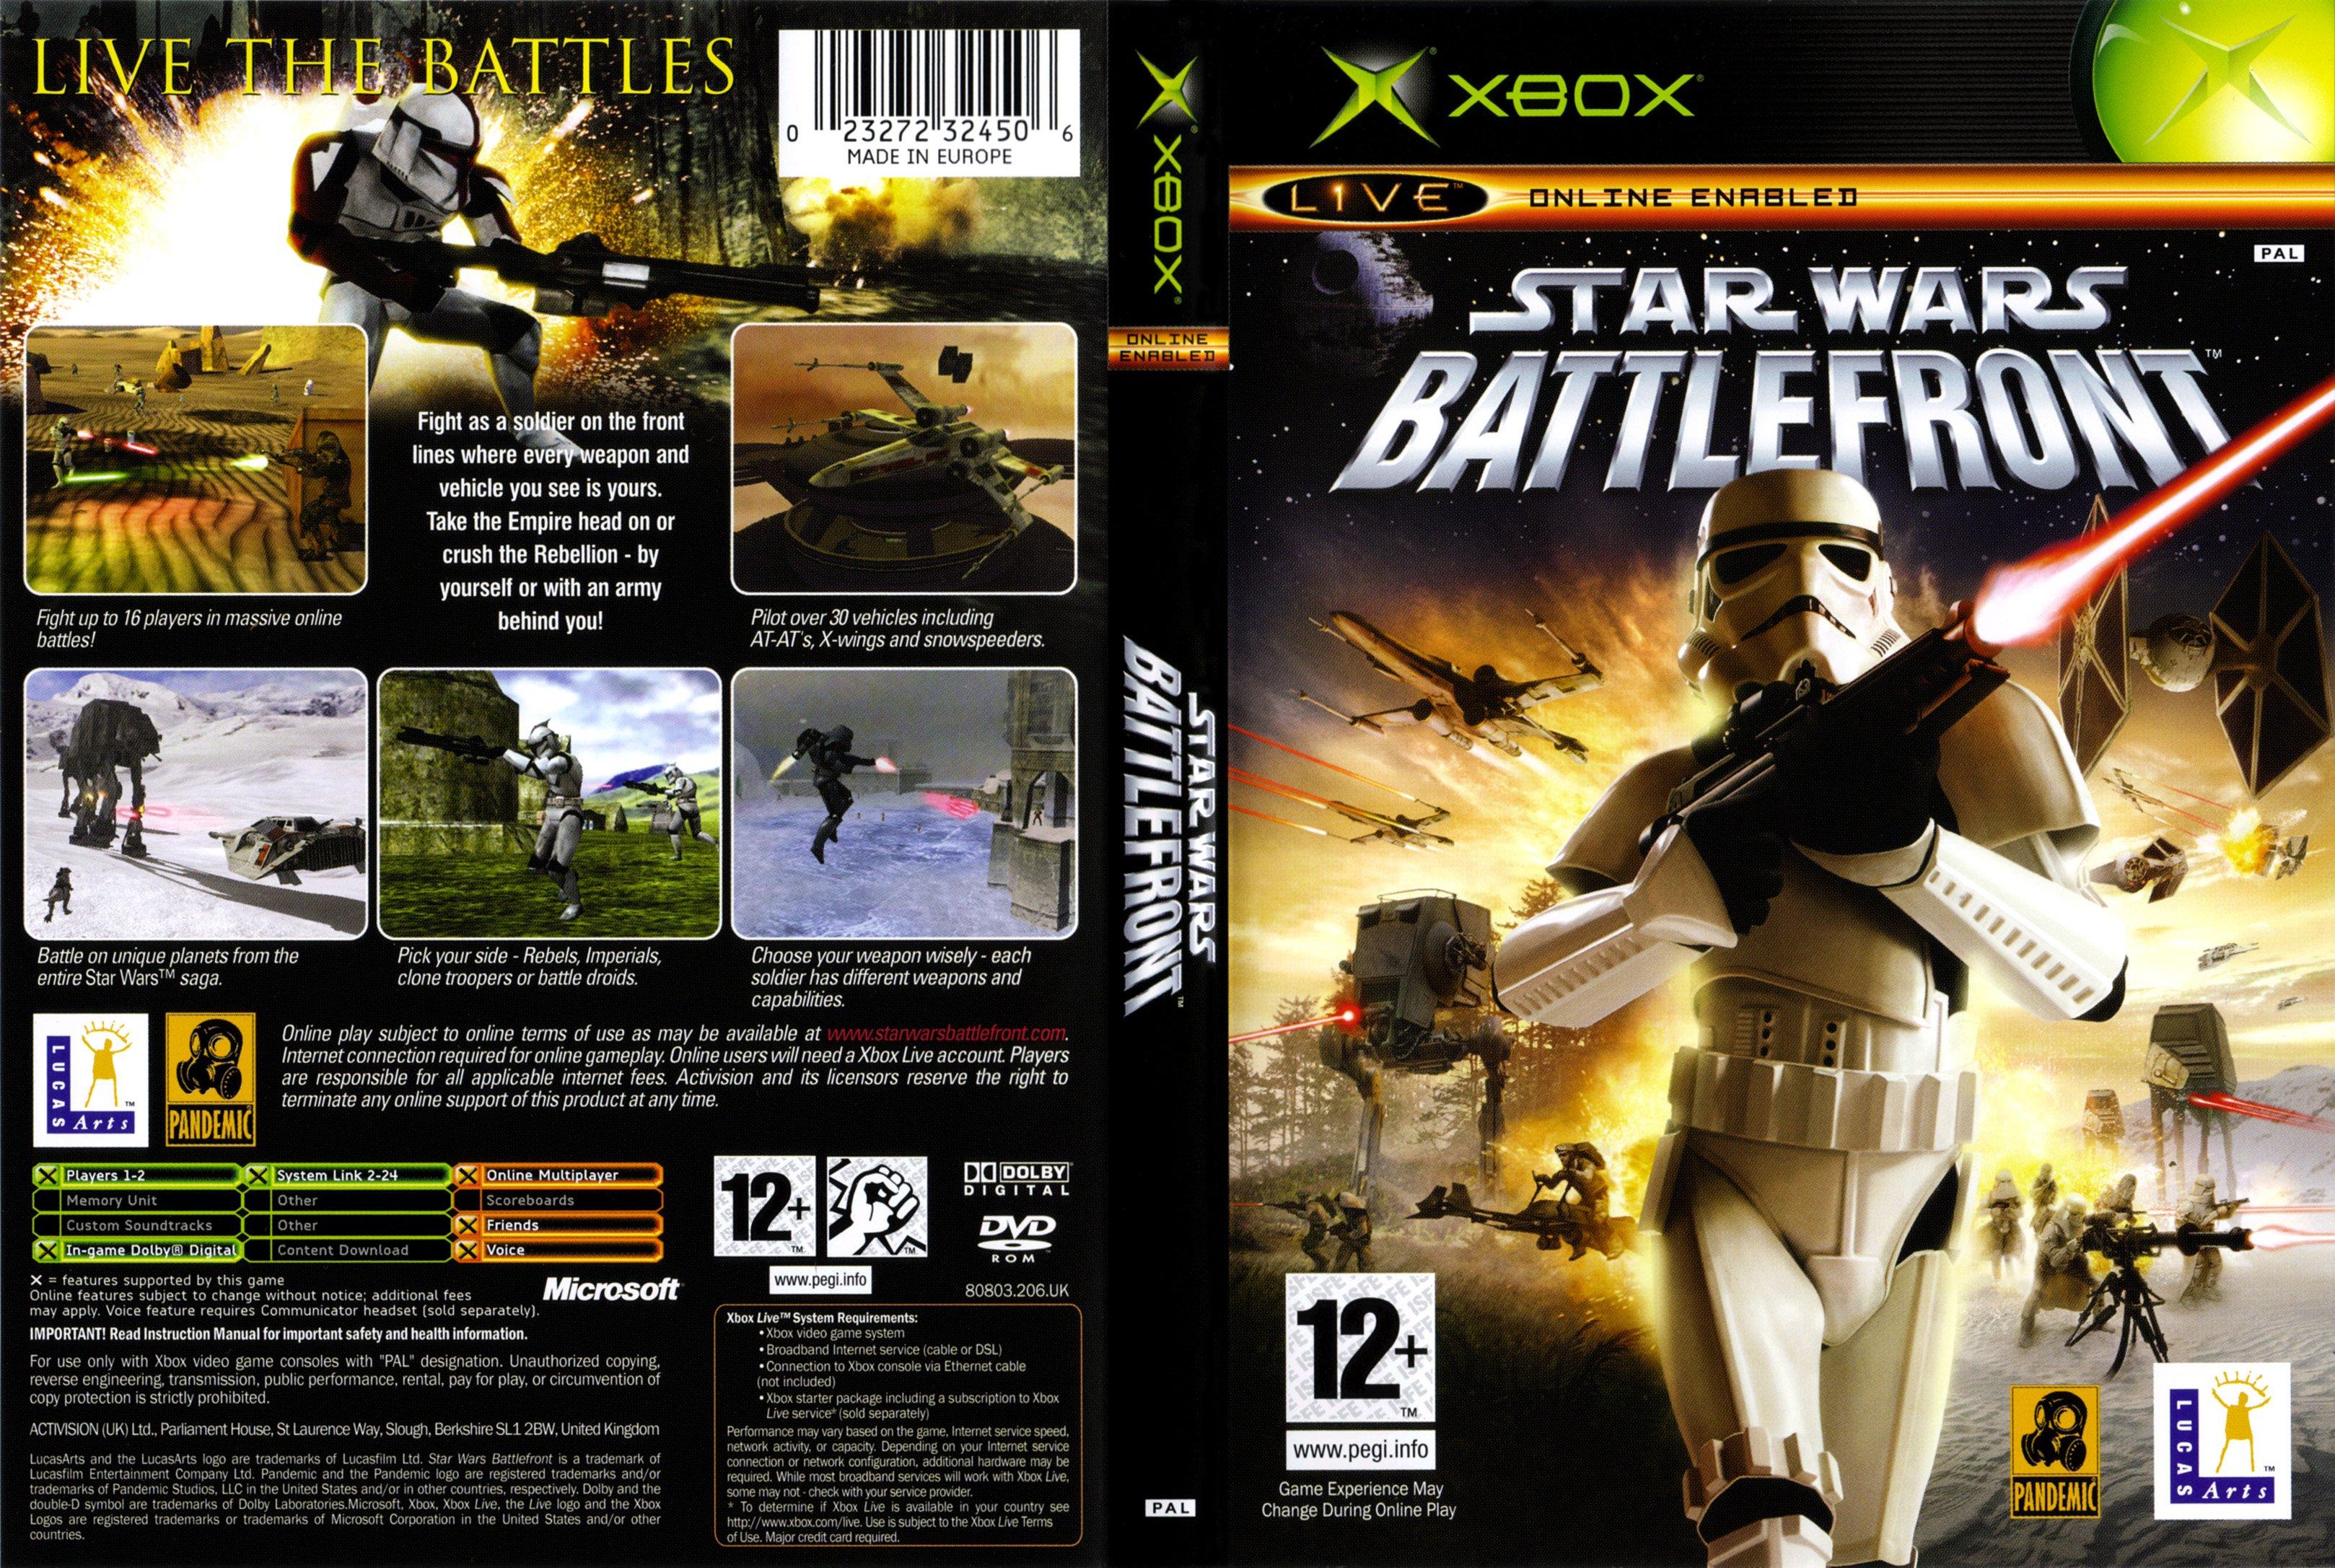 LIVE THE BATTLES
0 23272 32450 6
MADE IN EUROPE
Fight as a soldier on the front
lines where every weapon and
vehicle you see is yours.
Take the Empire head on or
crush the Rebellion - by
yourself or with an army
behind you!
Fight up to 16 players in massive online
battles!
Pilot over 30 vehicles including
AT-AT's, X-wings and snowspeeders.
Battle on unique planets from the
entire Star Wars™ saga.
Pick your side - Rebels, Imperials,
clone troopers or battle droids.
Choose your weapon wisely - each
soldier has different weapons and
capabilities.
LUCAS
Arts™
PANDEMIC
Online play subject to online terms of use as may be available at www.starwarsbattlefront.com.
Internet connection required for online gameplay. Online users will need a Xbox Live account. Players
are responsible for all applicable internet fees. Activision and its licensors reserve the right to
terminate any online support of this product at any time.
Players 1-2 System Link 2-24 Online Multiplayer
Memory Unit Other Scoreboards
Custom Soundtracks Other Friends
In-game Dolby® Digital Content Download Voice
X = features supported by this game
Online features subject to change without notice; additional fees
may apply. Voice feature requires Communicator headset (sold separately).
Microsoft
IMPORTANT! Read Instruction Manual for important safety and health information.
For use only with Xbox video game consoles with "PAL" designation. Unauthorized copying,
reverse engineering, transmission, public performance, rental, pay for play, or circumvention of
copy protection is strictly prohibited.
ACTIVISION (UK) Ltd., Parliament House, St Laurence Way, Slough, Berkshire SL1 2BW, United Kingdom
LucasArts and the LucasArts logo are trademarks of Lucasfilm Ltd. Star Wars Battlefront is a trademark of
Lucasfilm Entertainment Company Ltd. Pandemic and the Pandemic logo are registered trademarks and/or
trademarks of Pandemic Studios, LLC in the United States and/or in other countries, respectively. Dolby and the
double-D symbol are trademarks of Dolby Laboratories.Microsoft, Xbox, Xbox Live, the Live logo and the Xbox
Logos are registered trademarks or trademarks of Microsoft Corporation in the United States and/or other
countries.
12+™
www.pegi.info
DOLBY
DIGITAL
DVD
ROM
80803.206.UK
Xbox Live™ System Requirements:
• Xbox video game system
• Broadband Internet service (cable or DSL)
• Connection to Xbox console via Ethernet cable
(not included)
• Xbox starter package including a subscription to Xbox
Live service* (sold separately)
Performance may vary based on the game, Internet service speed,
network activity, or capacity. Depending on your Internet service
connection or network configuration, additional hardware may be
required. While most broadband services will work with Xbox Live,
some may not - check with your service provider.
* To determine if Xbox Live is available in your country see
http://www.xbox.com/live. Use is subject to the Xbox Live Terms
of Use. Major credit card required.
XBOX®
ONLINE
ENABLED
STAR WARS
BATTLEFRONT™
PAL
XBOX®
LIVE™ ONLINE ENABLED
PAL
STAR WARS
BATTLEFRONT™
12+™
www.pegi.info
Game Experience May
Change During Online Play
PANDEMIC
LUCAS
Arts™